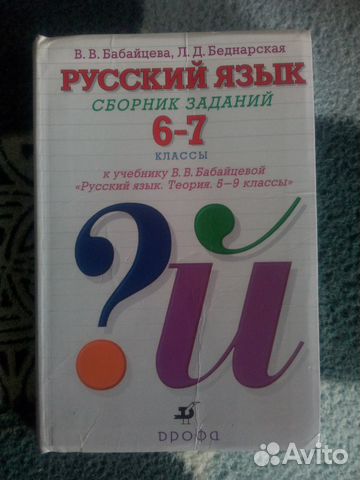 В. В. Бабайцева, Л. Д. Беднарская
РУССКИЙ ЯЗЫК
СБОРНИК ЗАДАНИЙ
6–7
КЛАССЫ
к учебнику В. В. Бабайцевой
«Русский язык. Теория. 5–9 классы»
?й
дрофа
Avito